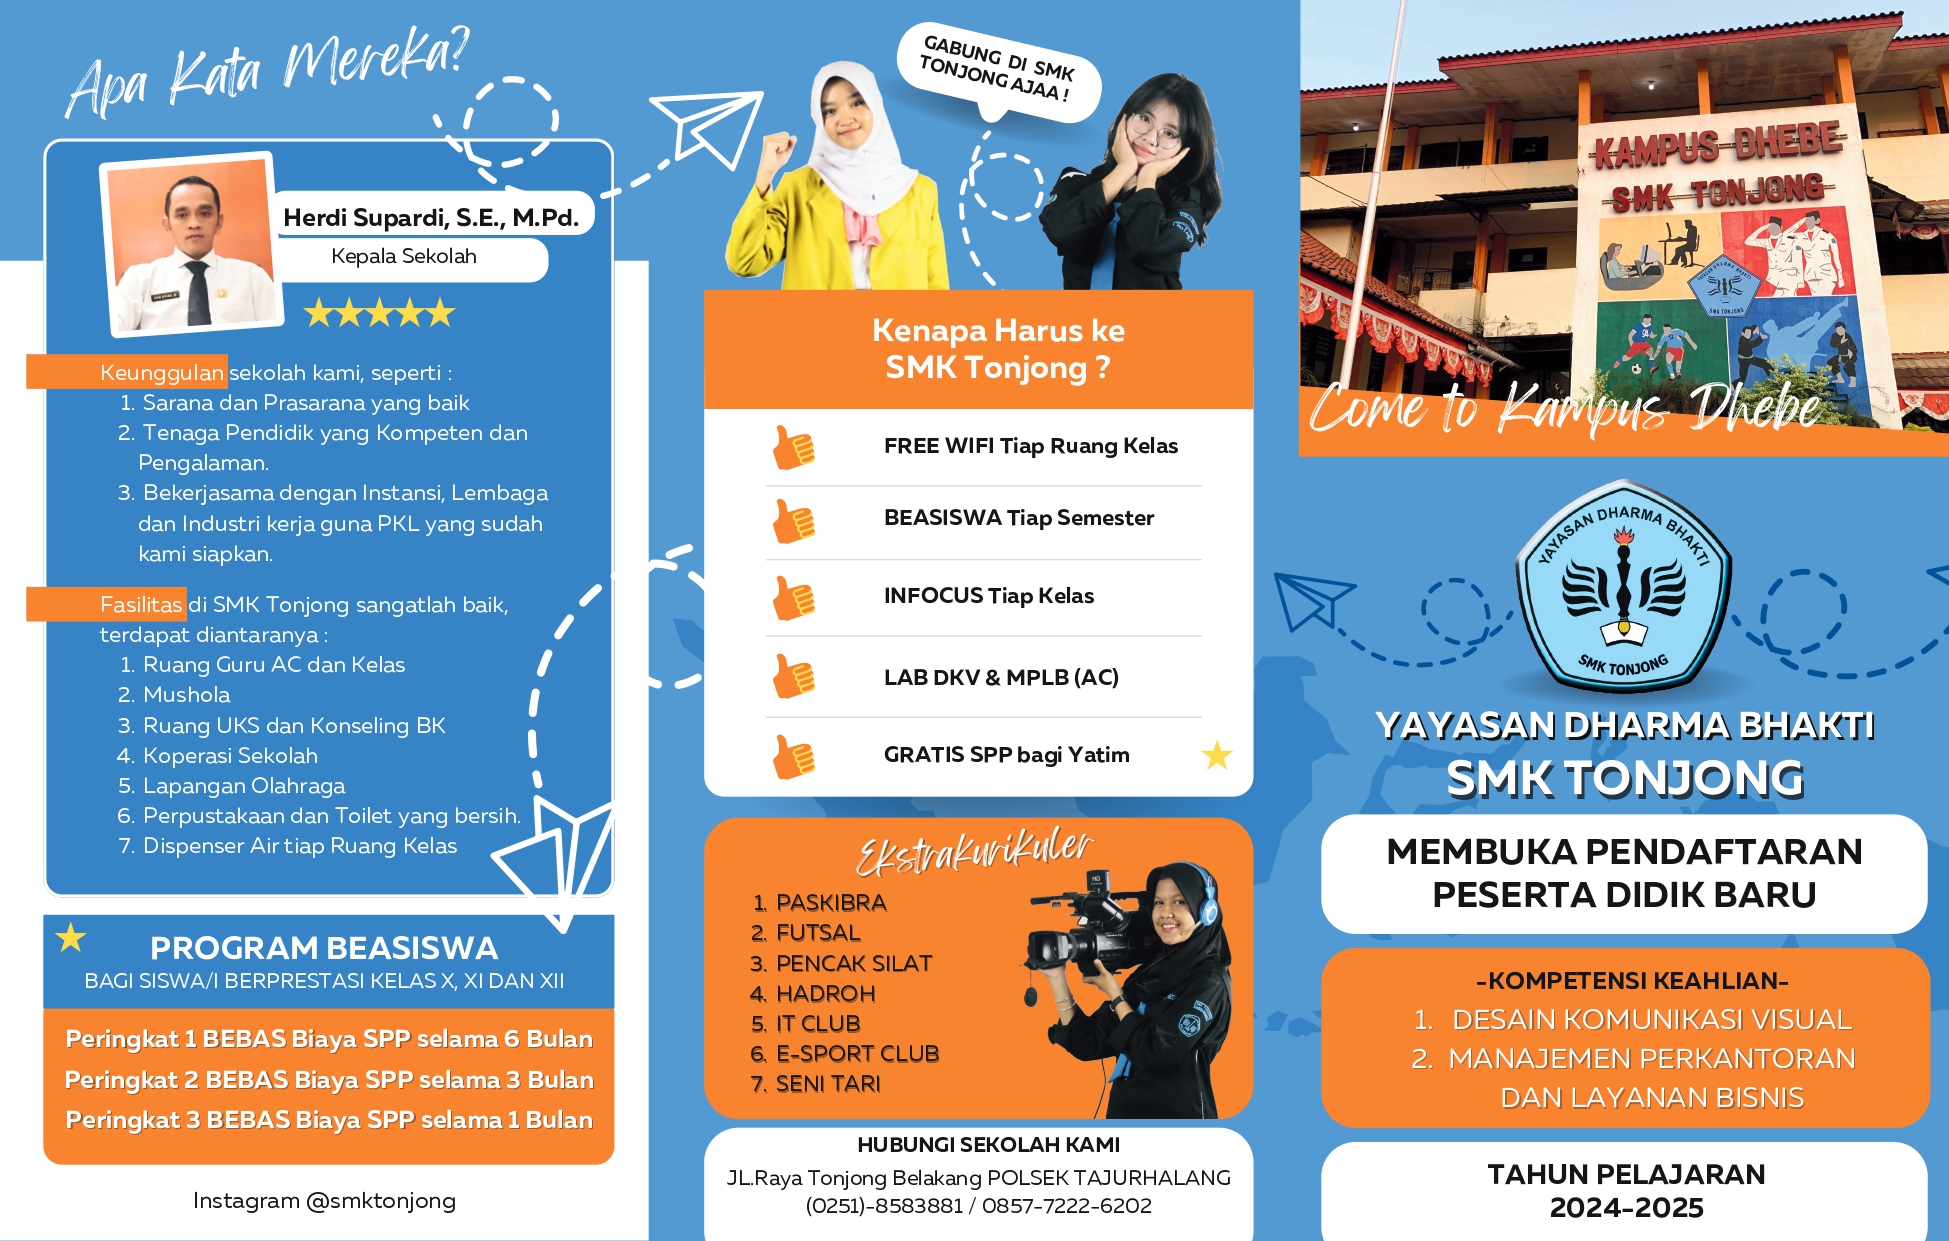 Apa Kata Mereka?
Herdi Supardi, S.E., M.Pd.
Kepala Sekolah
Keunggulan sekolah kami, seperti :
1. Sarana dan Prasarana yang baik
2. Tenaga Pendidik yang Kompeten dan
Pengalaman.
3. Bekerjasama dengan Instansi, Lembaga
dan Industri kerja guna PKL yang sudah
kami siapkan.
Fasilitas di SMK Tonjong sangatlah baik,
terdapat diantaranya :
1. Ruang Guru AC dan Kelas
2. Mushola
3. Ruang UKS dan Konseling BK
4. Koperasi Sekolah
5. Lapangan Olahraga
6. Perpustakaan dan Toilet yang bersih.
7. Dispenser Air tiap Ruang Kelas
PROGRAM BEASISWA
BAGI SISWA/I BERPRESTASI KELAS X, XI DAN XII
Peringkat 1 BEBAS Biaya SPP selama 6 Bulan
Peringkat 2 BEBAS Biaya SPP selama 3 Bulan
Peringkat 3 BEBAS Biaya SPP selama 1 Bulan
Instagram @smktonjong
GABUNG DI SMK
TONJONG AJAA !
Kenapa Harus ke
SMK Tonjong ?
FREE WIFI Tiap Ruang Kelas
BEASISWA Tiap Semester
INFOCUS Tiap Kelas
LAB DKV & MPLB (AC)
GRATIS SPP bagi Yatim
Ekstrakurikuler
1. PASKIBRA
2. FUTSAL
3. PENCAK SILAT
4. HADROH
5. IT CLUB
6. E-SPORT CLUB
7. SENI TARI
HD
HUBUNGI SEKOLAH KAMI
JL.Raya Tonjong Belakang POLSEK TAJURHALANG
(0251)-8583881 / 0857-7222-6202
KAMPUS DHEBE
SMK TONJONG
YAYASAN DHARMA BHAKTI
SMK TONJONG
Come to Kampus Dhebe
YAYASAN DHARMA BHAKTI
SMK TONJONG
YAYASAN DHARMA BHAKTI
SMK TONJONG
MEMBUKA PENDAFTARAN
PESERTA DIDIK BARU
-KOMPETENSI KEAHLIAN-
1. DESAIN KOMUNIKASI VISUAL
2. MANAJEMEN PERKANTORAN
DAN LAYANAN BISNIS
TAHUN PELAJARAN
2024-2025